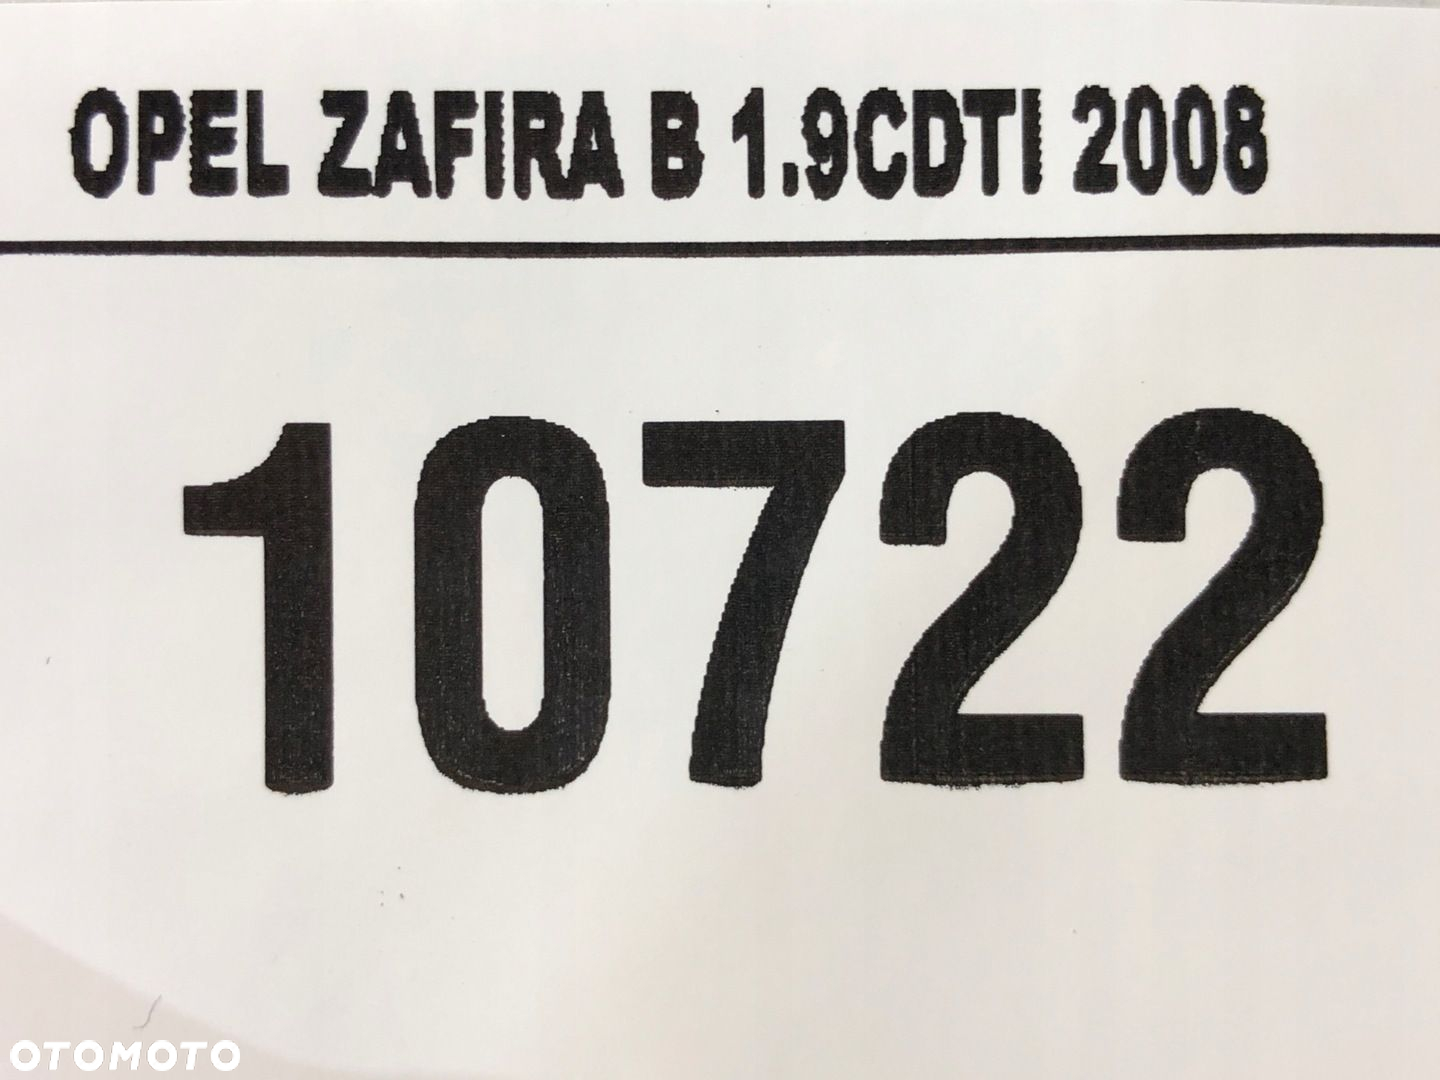 OPEL ZAFIRA B 1.9CDTI 2008
10722
OTOMOTO